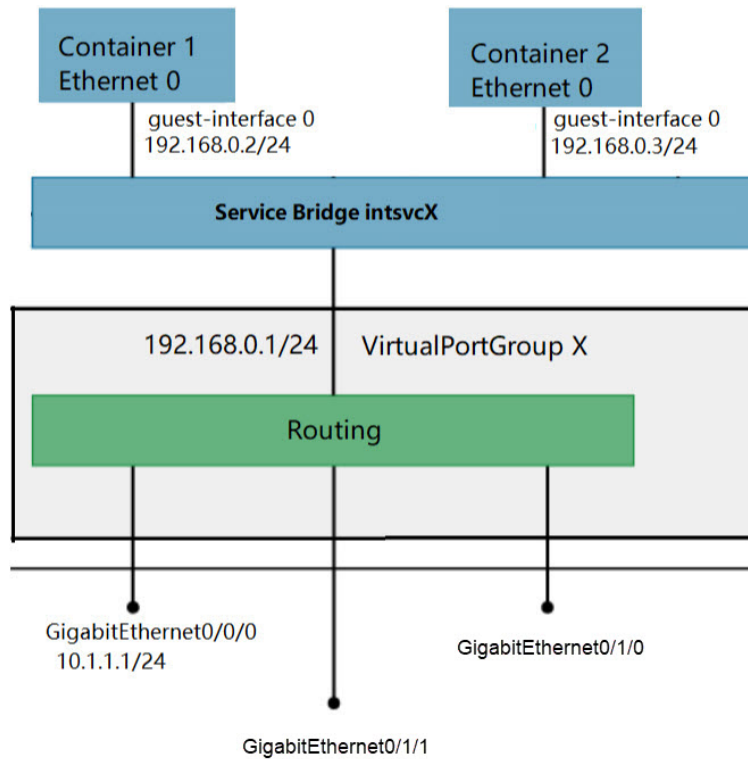 Container 1
Ethernet 0
Container 2
Ethernet 0
guest-interface 0
192.168.0.2/24
guest-interface 0
192.168.0.3/24
Service Bridge intsvcX
192.168.0.1/24
VirtualPortGroup X
Routing
GigabitEthernet0/0/0
10.1.1.1/24
GigabitEthernet0/1/0
GigabitEthernet0/1/1